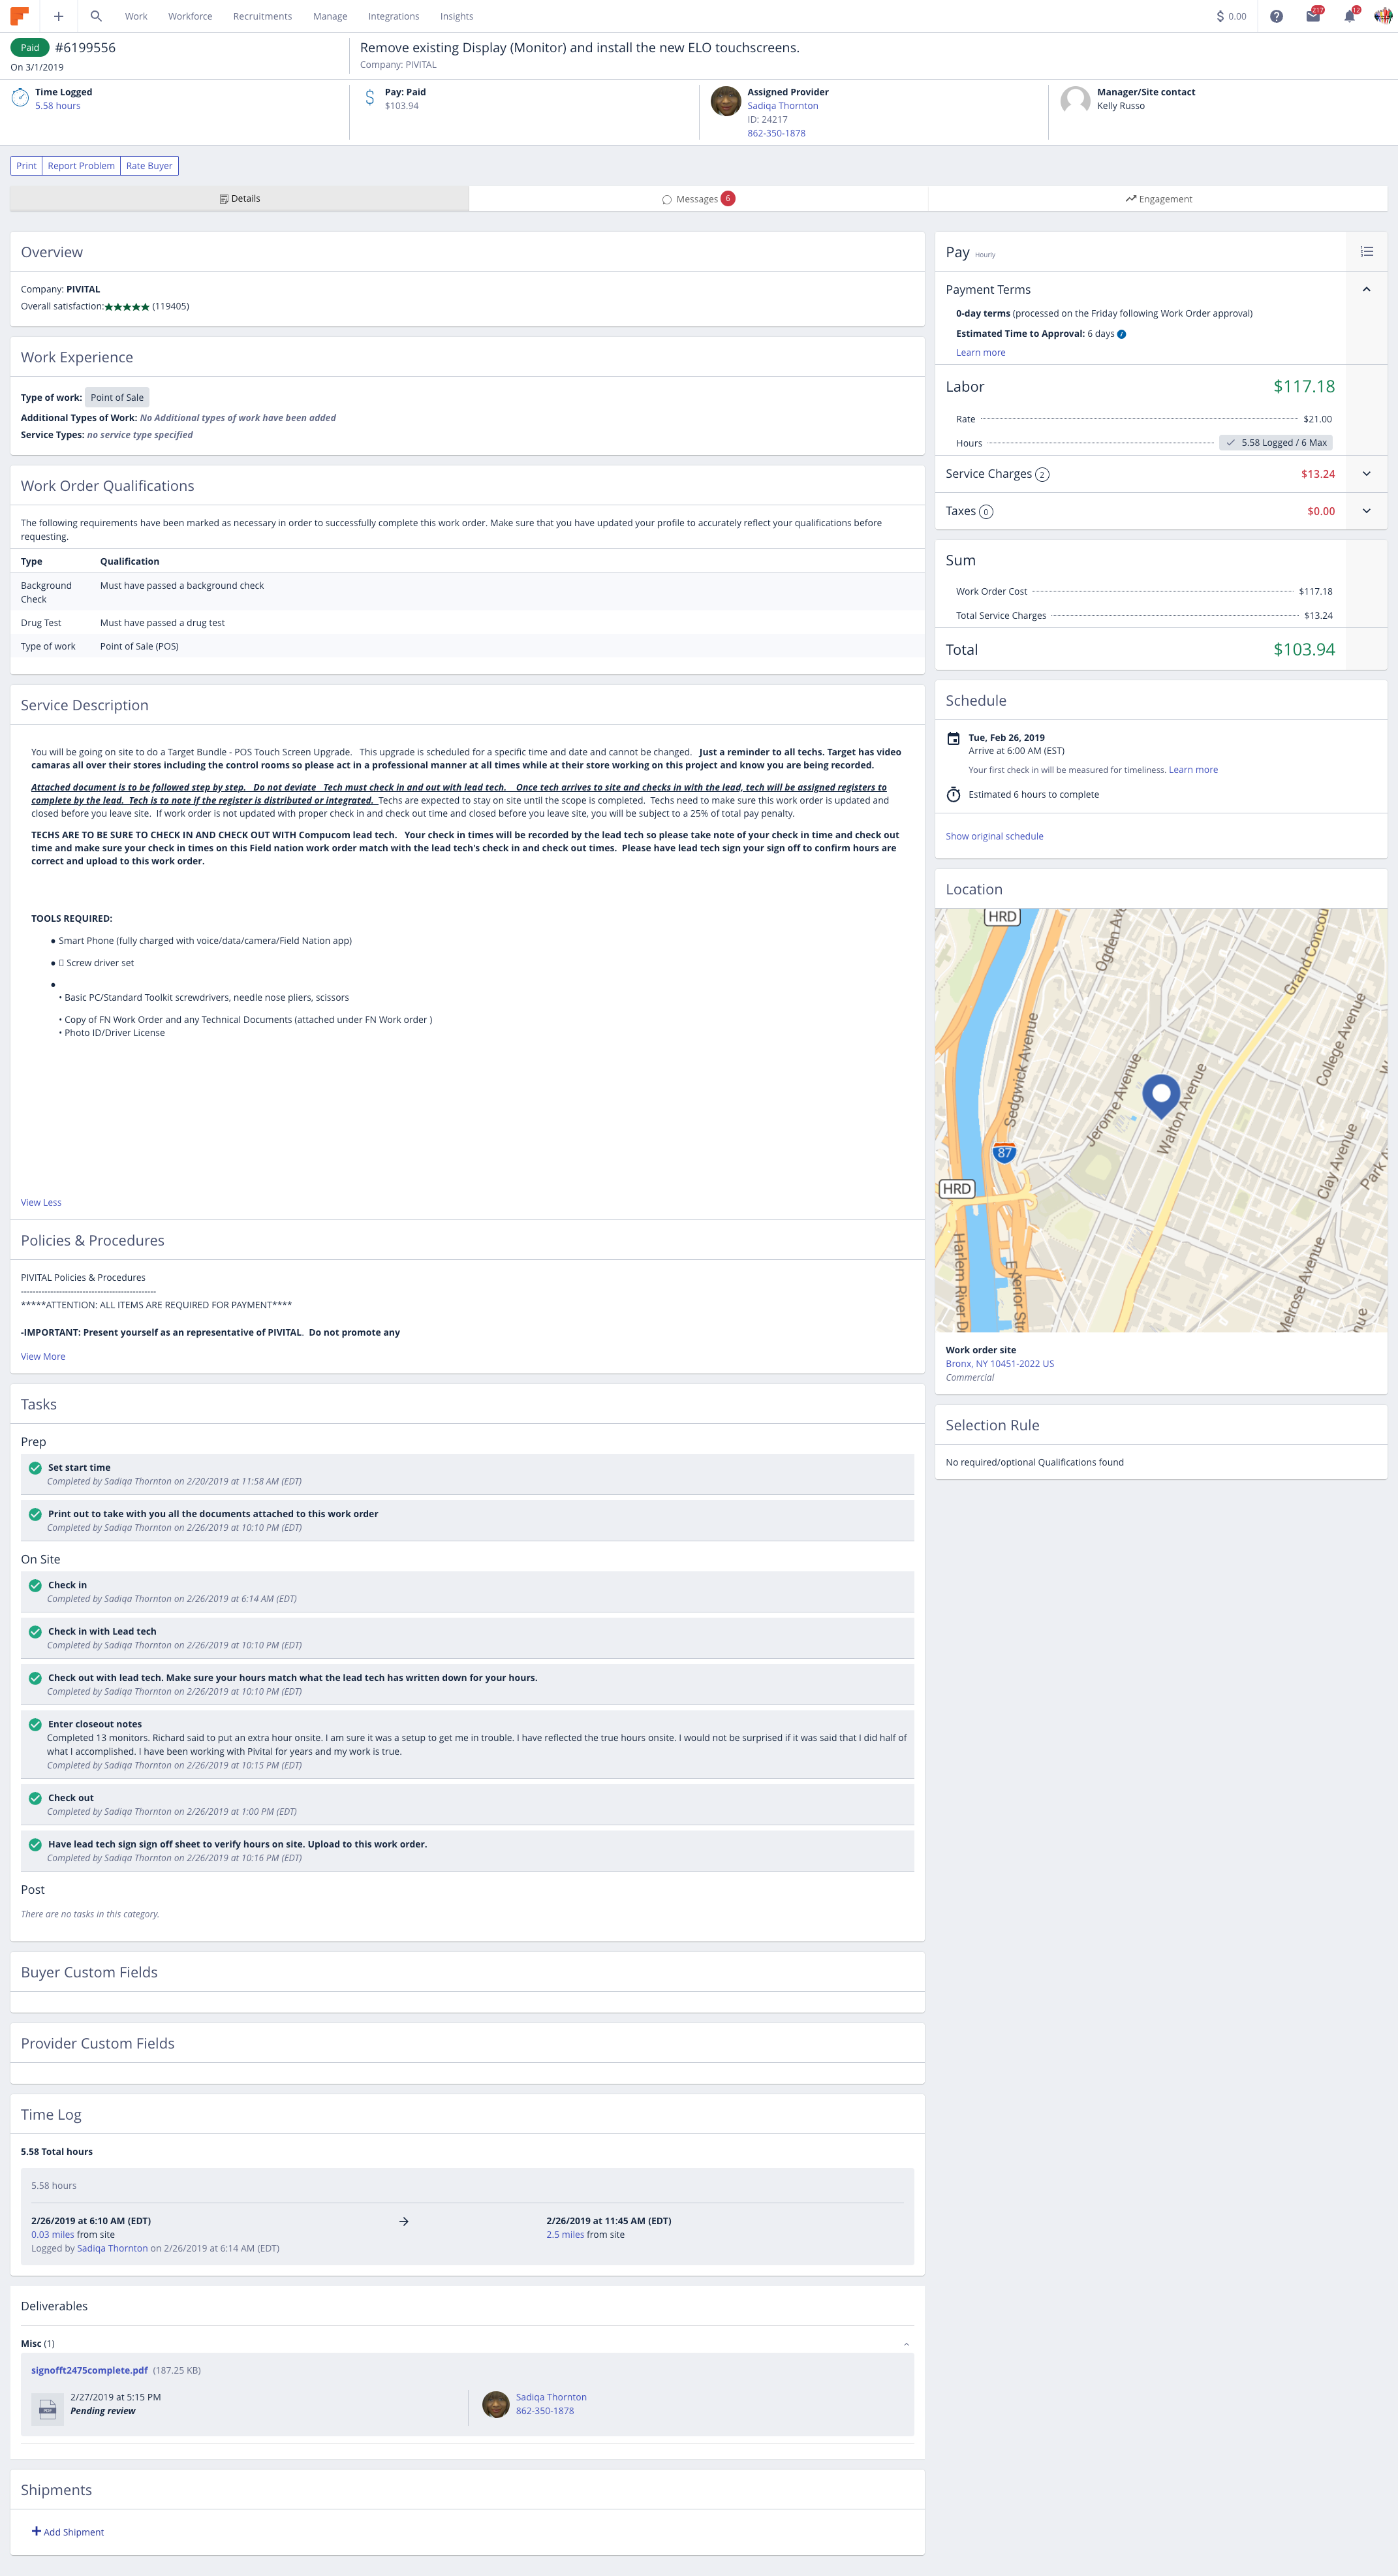 Work Workforce Recruitments Manage Integrations Insights
0.00
217
12
Paid #6199556
On 3/1/2019
Remove existing Display (Monitor) and install the new ELO touchscreens.
Company: PIVITAL
Time Logged
5.58 hours
Pay: Paid
$103.94
Assigned Provider
Sadiqa Thornton
ID: 24217
862-350-1878
Manager/Site contact
Kelly Russo
Print Report Problem Rate Buyer
Details
Messages 6
Engagement
Overview
Company: PIVITAL
Overall satisfaction:★★★★★ (119405)
Work Experience
Type of work: Point of Sale
Additional Types of Work: No Additional types of work have been added
Service Types: no service type specified
Work Order Qualifications
The following requirements have been marked as necessary in order to successfully complete this work order. Make sure that you have updated your profile to accurately reflect your qualifications before
requesting.
Type Qualification
Background
Check
Must have passed a background check
Drug Test Must have passed a drug test
Type of work Point of Sale (POS)
Service Description
You will be going on site to do a Target Bundle - POS Touch Screen Upgrade. This upgrade is scheduled for a specific time and date and cannot be changed. Just a reminder to all techs. Target has video
camaras all over their stores including the control rooms so please act in a professional manner at all times while at their store working on this project and know you are being recorded.
Attached document is to be followed step by step. Do not deviate Tech must check in and out with lead tech. Once tech arrives to site and checks in with the lead, tech will be assigned registers to
complete by the lead. Tech is to note if the register is distributed or integrated. Techs are expected to stay on site until the scope is completed. Techs need to make sure this work order is updated and
closed before you leave site. If work order is not updated with proper check in and check out time and closed before you leave site, you will be subject to a 25% of total pay penalty.
TECHS ARE TO BE SURE TO CHECK IN AND CHECK OUT WITH Compucom lead tech. Your check in times will be recorded by the lead tech so please take note of your check in time and check out
time and make sure your check in times on this Field nation work order match with the lead tech's check in and check out times. Please have lead tech sign your sign off to confirm hours are
correct and upload to this work order.
TOOLS REQUIRED:
● Smart Phone (fully charged with voice/data/camera/Field Nation app)
● ▯ Screw driver set
●
• Basic PC/Standard Toolkit screwdrivers, needle nose pliers, scissors
• Copy of FN Work Order and any Technical Documents (attached under FN Work order )
• Photo ID/Driver License
View Less
Policies & Procedures
PIVITAL Policies & Procedures
----------------------------------------------
*****ATTENTION: ALL ITEMS ARE REQUIRED FOR PAYMENT****
-IMPORTANT: Present yourself as an representative of PIVITAL. Do not promote any
View More
Tasks
Prep
Set start time
Completed by Sadiqa Thornton on 2/20/2019 at 11:58 AM (EDT)
Print out to take with you all the documents attached to this work order
Completed by Sadiqa Thornton on 2/26/2019 at 10:10 PM (EDT)
On Site
Check in
Completed by Sadiqa Thornton on 2/26/2019 at 6:14 AM (EDT)
Check in with Lead tech
Completed by Sadiqa Thornton on 2/26/2019 at 10:10 PM (EDT)
Check out with lead tech. Make sure your hours match what the lead tech has written down for your hours.
Completed by Sadiqa Thornton on 2/26/2019 at 10:10 PM (EDT)
Enter closeout notes
Completed 13 monitors. Richard said to put an extra hour onsite. I am sure it was a setup to get me in trouble. I have reflected the true hours onsite. I would not be surprised if it was said that I did half of
what I accomplished. I have been working with Pivital for years and my work is true.
Completed by Sadiqa Thornton on 2/26/2019 at 10:15 PM (EDT)
Check out
Completed by Sadiqa Thornton on 2/26/2019 at 1:00 PM (EDT)
Have lead tech sign sign off sheet to verify hours on site. Upload to this work order.
Completed by Sadiqa Thornton on 2/26/2019 at 10:16 PM (EDT)
Post
There are no tasks in this category.
Buyer Custom Fields
Provider Custom Fields
Time Log
5.58 Total hours
5.58 hours
2/26/2019 at 6:10 AM (EDT)
0.03 miles from site
Logged by Sadiqa Thornton on 2/26/2019 at 6:14 AM (EDT)
2/26/2019 at 11:45 AM (EDT)
2.5 miles from site
Deliverables
Misc (1)
signofft2475complete.pdf (187.25 KB)
PDF
2/27/2019 at 5:15 PM
Pending review
Sadiqa Thornton
862-350-1878
Shipments
Add Shipment
Pay Hourly
Payment Terms
0-day terms (processed on the Friday following Work Order approval)
Estimated Time to Approval: 6 days
Learn more
Labor $117.18
Rate $21.00
Hours 5.58 Logged / 6 Max
Service Charges 2 $13.24
Taxes 0 $0.00
Sum
Work Order Cost $117.18
Total Service Charges $13.24
Total $103.94
Schedule
Tue, Feb 26, 2019
Arrive at 6:00 AM (EST)
Your first check in will be measured for timeliness. Learn more
Estimated 6 hours to complete
Show original schedule
Location
HRD
Ogden Av
Grand Concou
Sedgwick Avenue
College Avenue
Jerome Avenue
Walton Avenue
87
HRD
Clay Avenue
Park A
Harlem River D
Melrose Avenue
Work order site
Bronx, NY 10451-2022 US
Commercial
Selection Rule
No required/optional Qualifications found